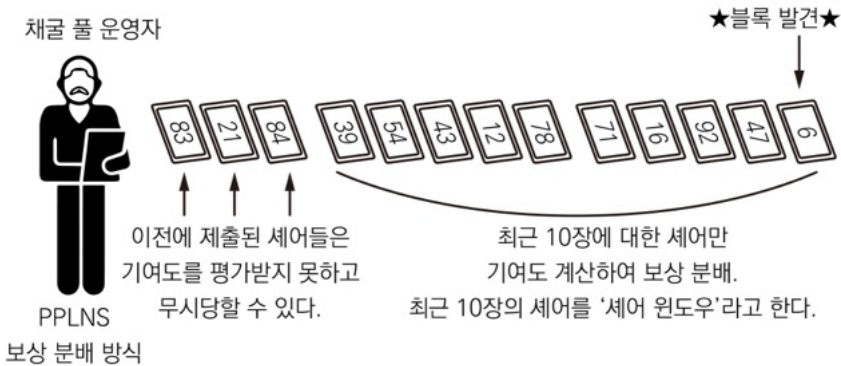 ★블록 발견★
채굴 풀 운영자
83 21 84 39 54 43 12 78 71 16 92 47 6
이전에 제출된 셰어들은
기여도를 평가받지 못하고
무시당할 수 있다.
최근 10장에 대한 셰어만
기여도 계산하여 보상 분배.
최근 10장의 셰어를 ‘셰어 윈도우’라고 한다.
PPLNS
보상 분배 방식